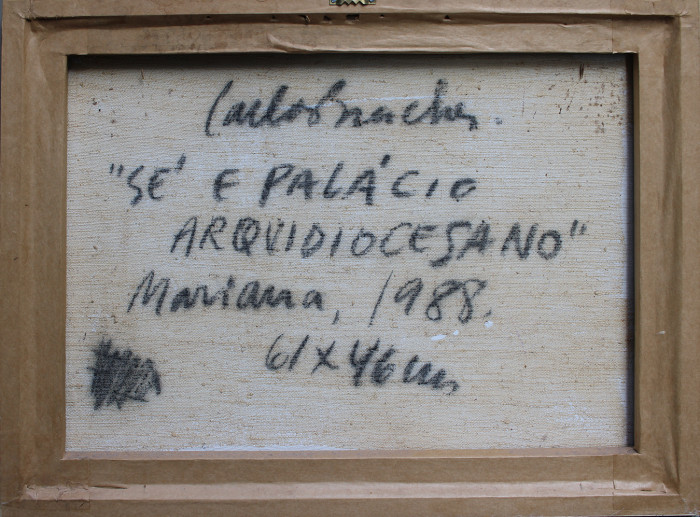 Carlos Bracher.
"SÉ E PALÁCIO
ARQUIDIOCESANO"
Mariana, 1988.
61 x 46 cm